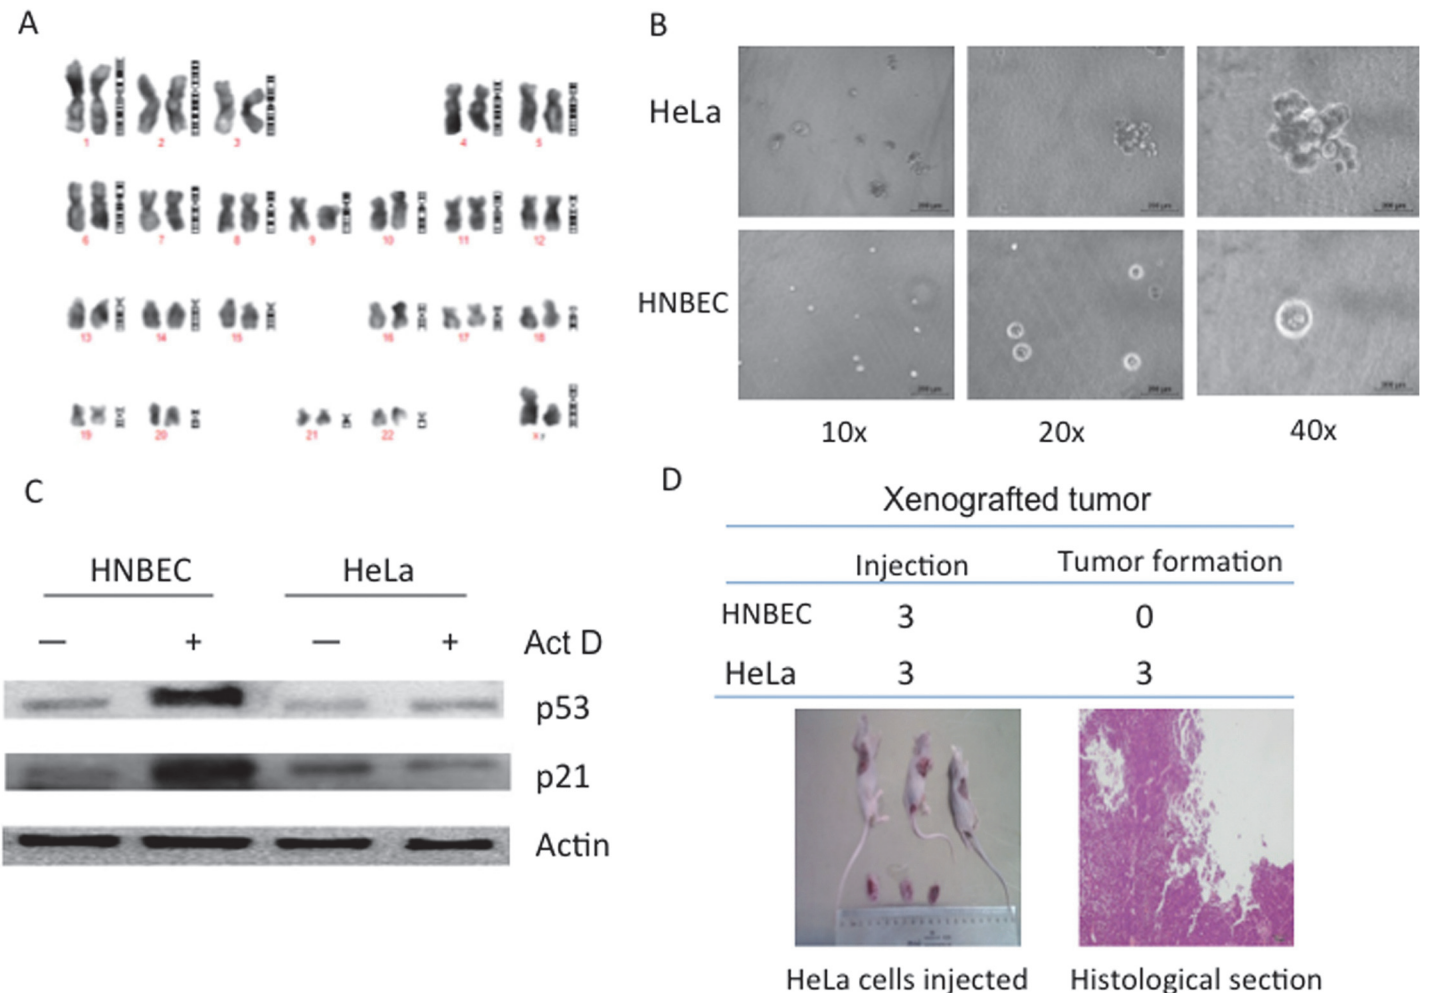 A
1 2 3 4 5
6 7 8 9 10 11 12
13 14 15 16 17 18
19 20 21 22 X Y
B
HeLa
HNBEC
10x 20x 40x
C
HNBEC HeLa
— + — + Act D
p53
p21
Actin
D
Xenografted tumor
Injection Tumor formation
HNBEC 3 0
HeLa 3 3
HeLa cells injected Histological section